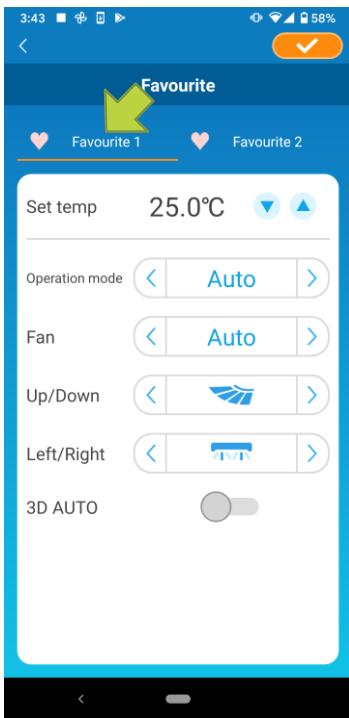 3:43 58%
Favourite
Favourite 1 Favourite 2
Set temp 25.0℃
Operation mode Auto
Fan Auto
Up/Down
Left/Right
3D AUTO